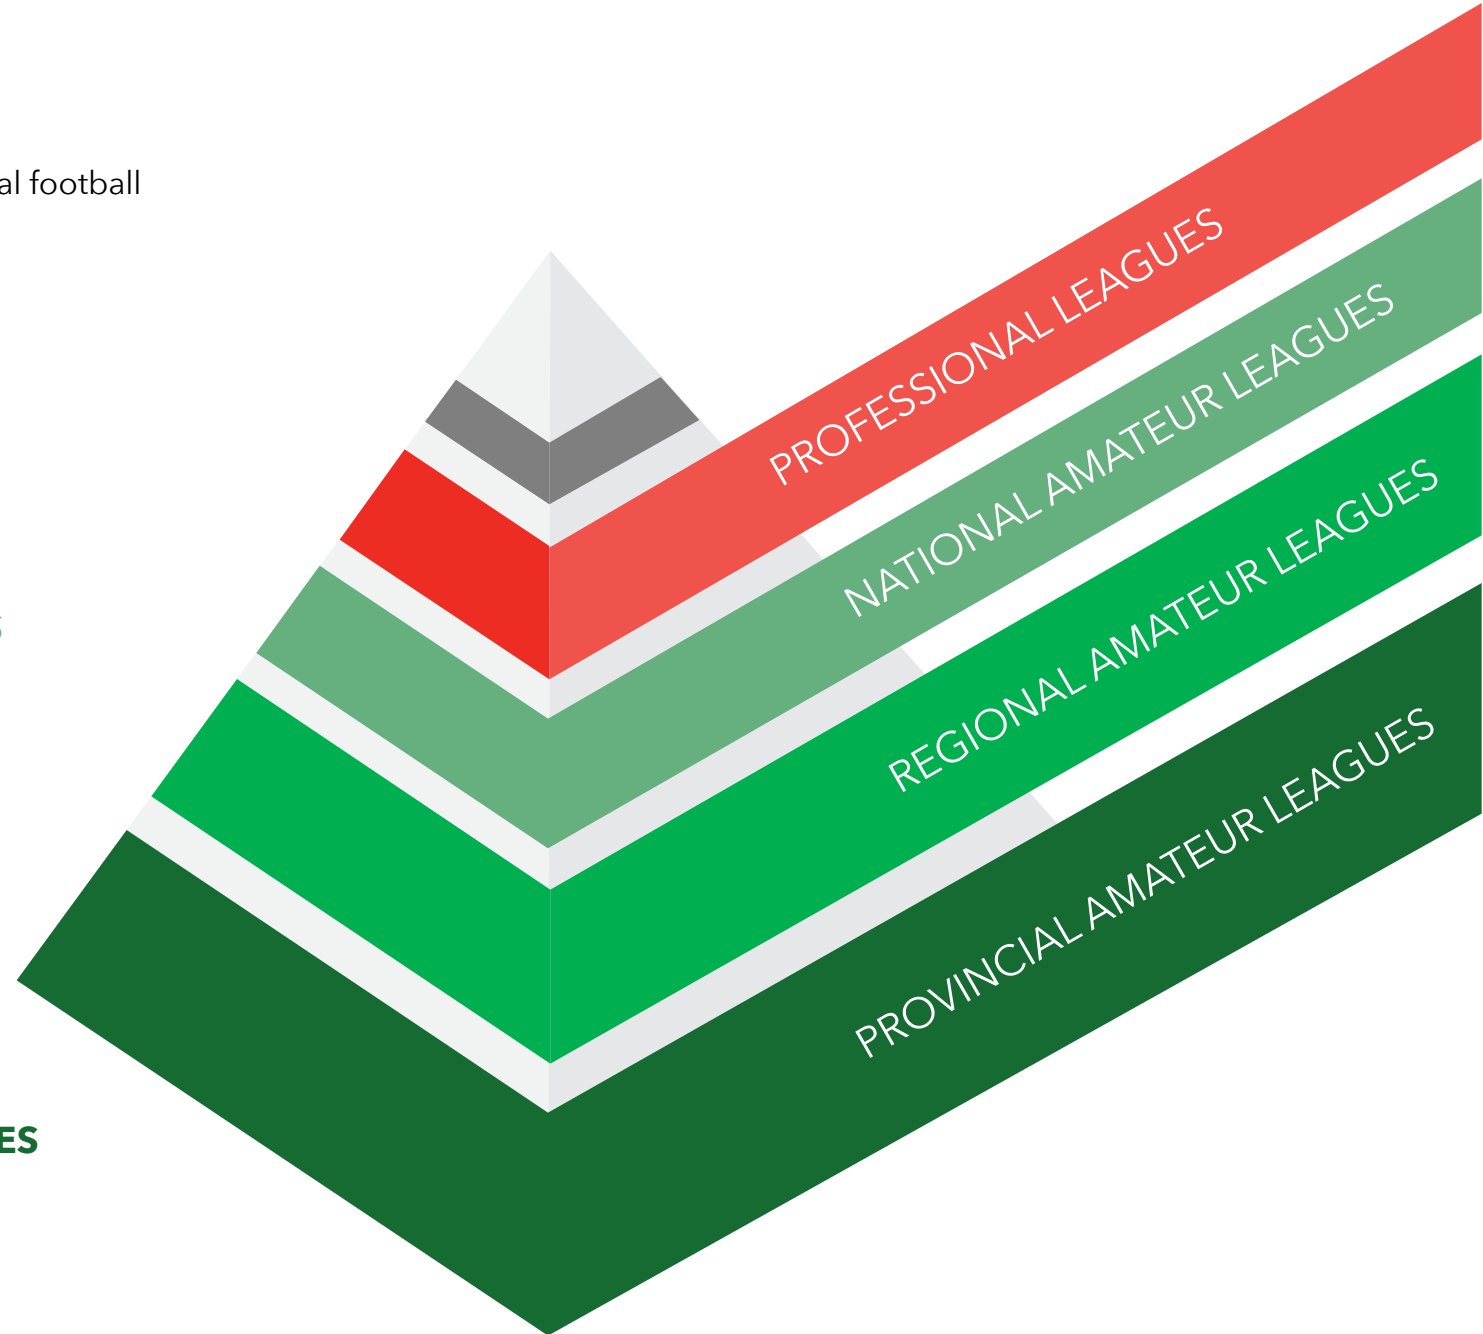 al football
PROFESSIONAL LEAGUES
NATIONAL AMATEUR LEAGUES
S
REGIONAL AMATEUR LEAGUES
PROVINCIAL AMATEUR LEAGUES
ES